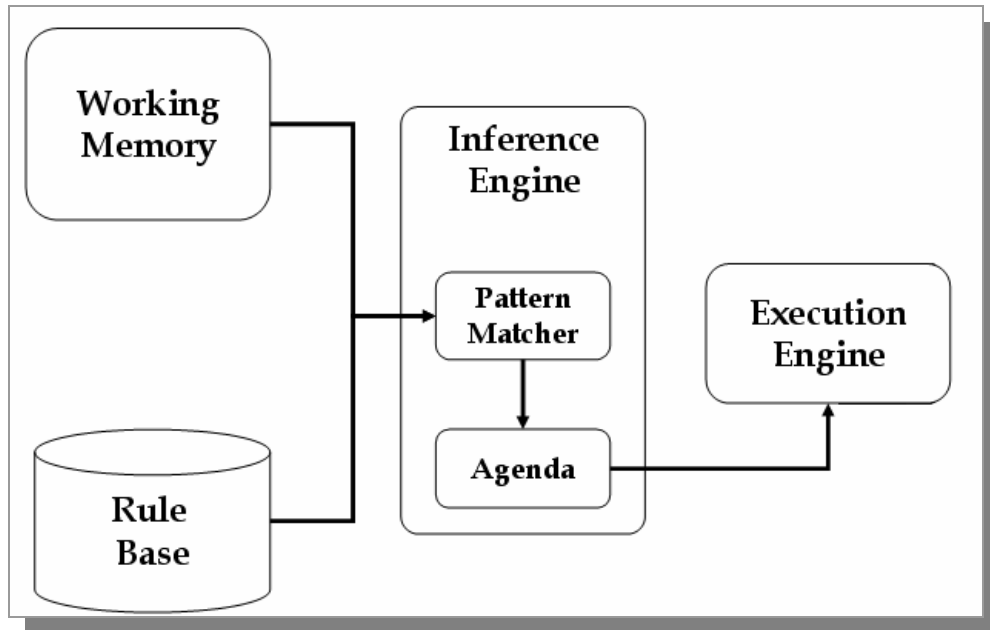 Working
Memory
Inference
Engine
Pattern
Matcher
Agenda
Execution
Engine
Rule
Base